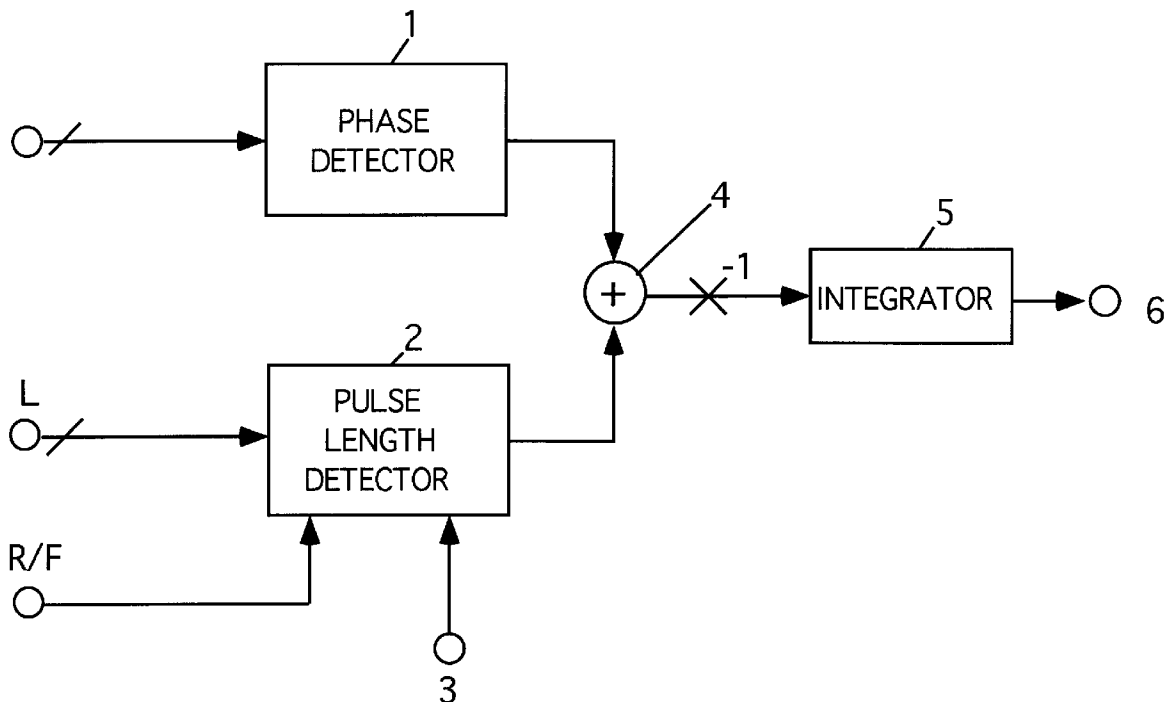 1
PHASE
DETECTOR
4
+
-1
5
INTEGRATOR
6
2
L
PULSE
LENGTH
DETECTOR
R/F
3